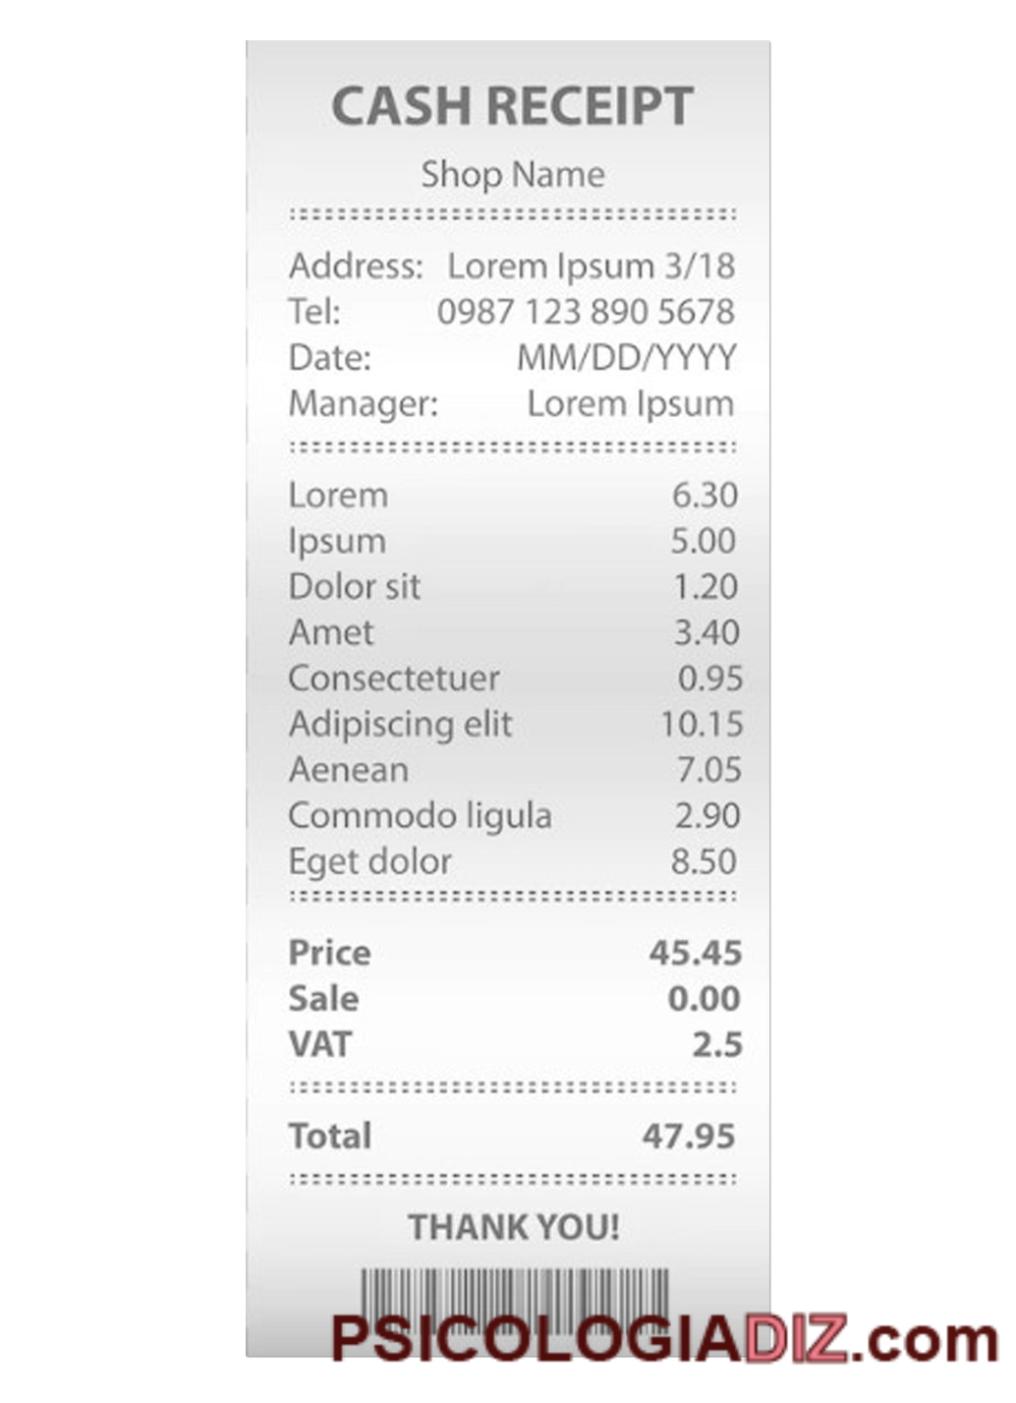 CASH RECEIPT
Shop Name
Address: Lorem Ipsum 3/18
Tel: 0987 123 890 5678
Date: MM/DD/YYYY
Manager: Lorem Ipsum
Lorem 6.30
Ipsum 5.00
Dolor sit 1.20
Amet 3.40
Consectetuer 0.95
Adipiscing elit 10.15
Aenean 7.05
Commodo ligula 2.90
Eget dolor 8.50
Price 45.45
Sale 0.00
VAT 2.5
Total 47.95
THANK YOU!
PSICOLOGIADIZ.com